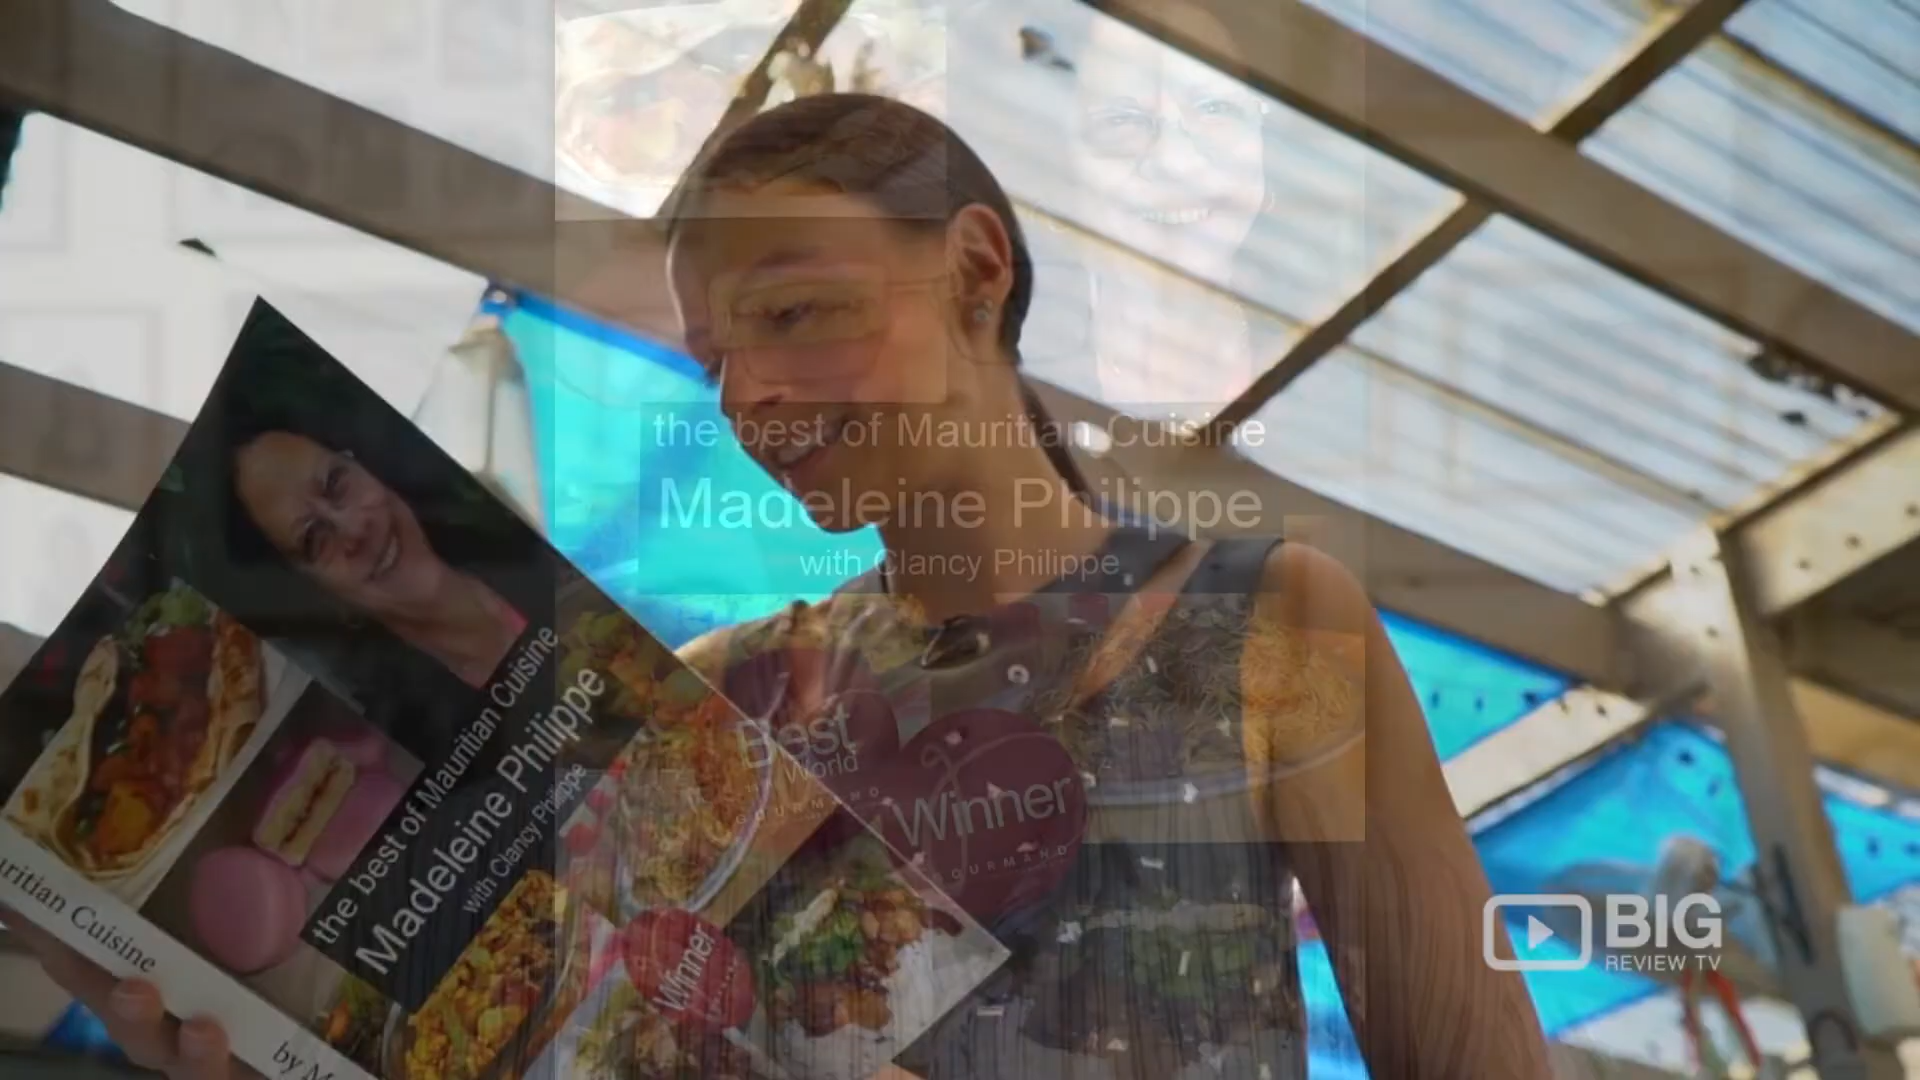 the best of Mauritian Cuisine
Madeleine Philippe
with Clancy Philippe
Best
World
GOURMAND
Winner
GOURMAND
the best of Mauritian Cuisine
Madeleine Philippe
with Clancy Philippe
Winner
uritian Cuisine
by M
BIG
REVIEW TV